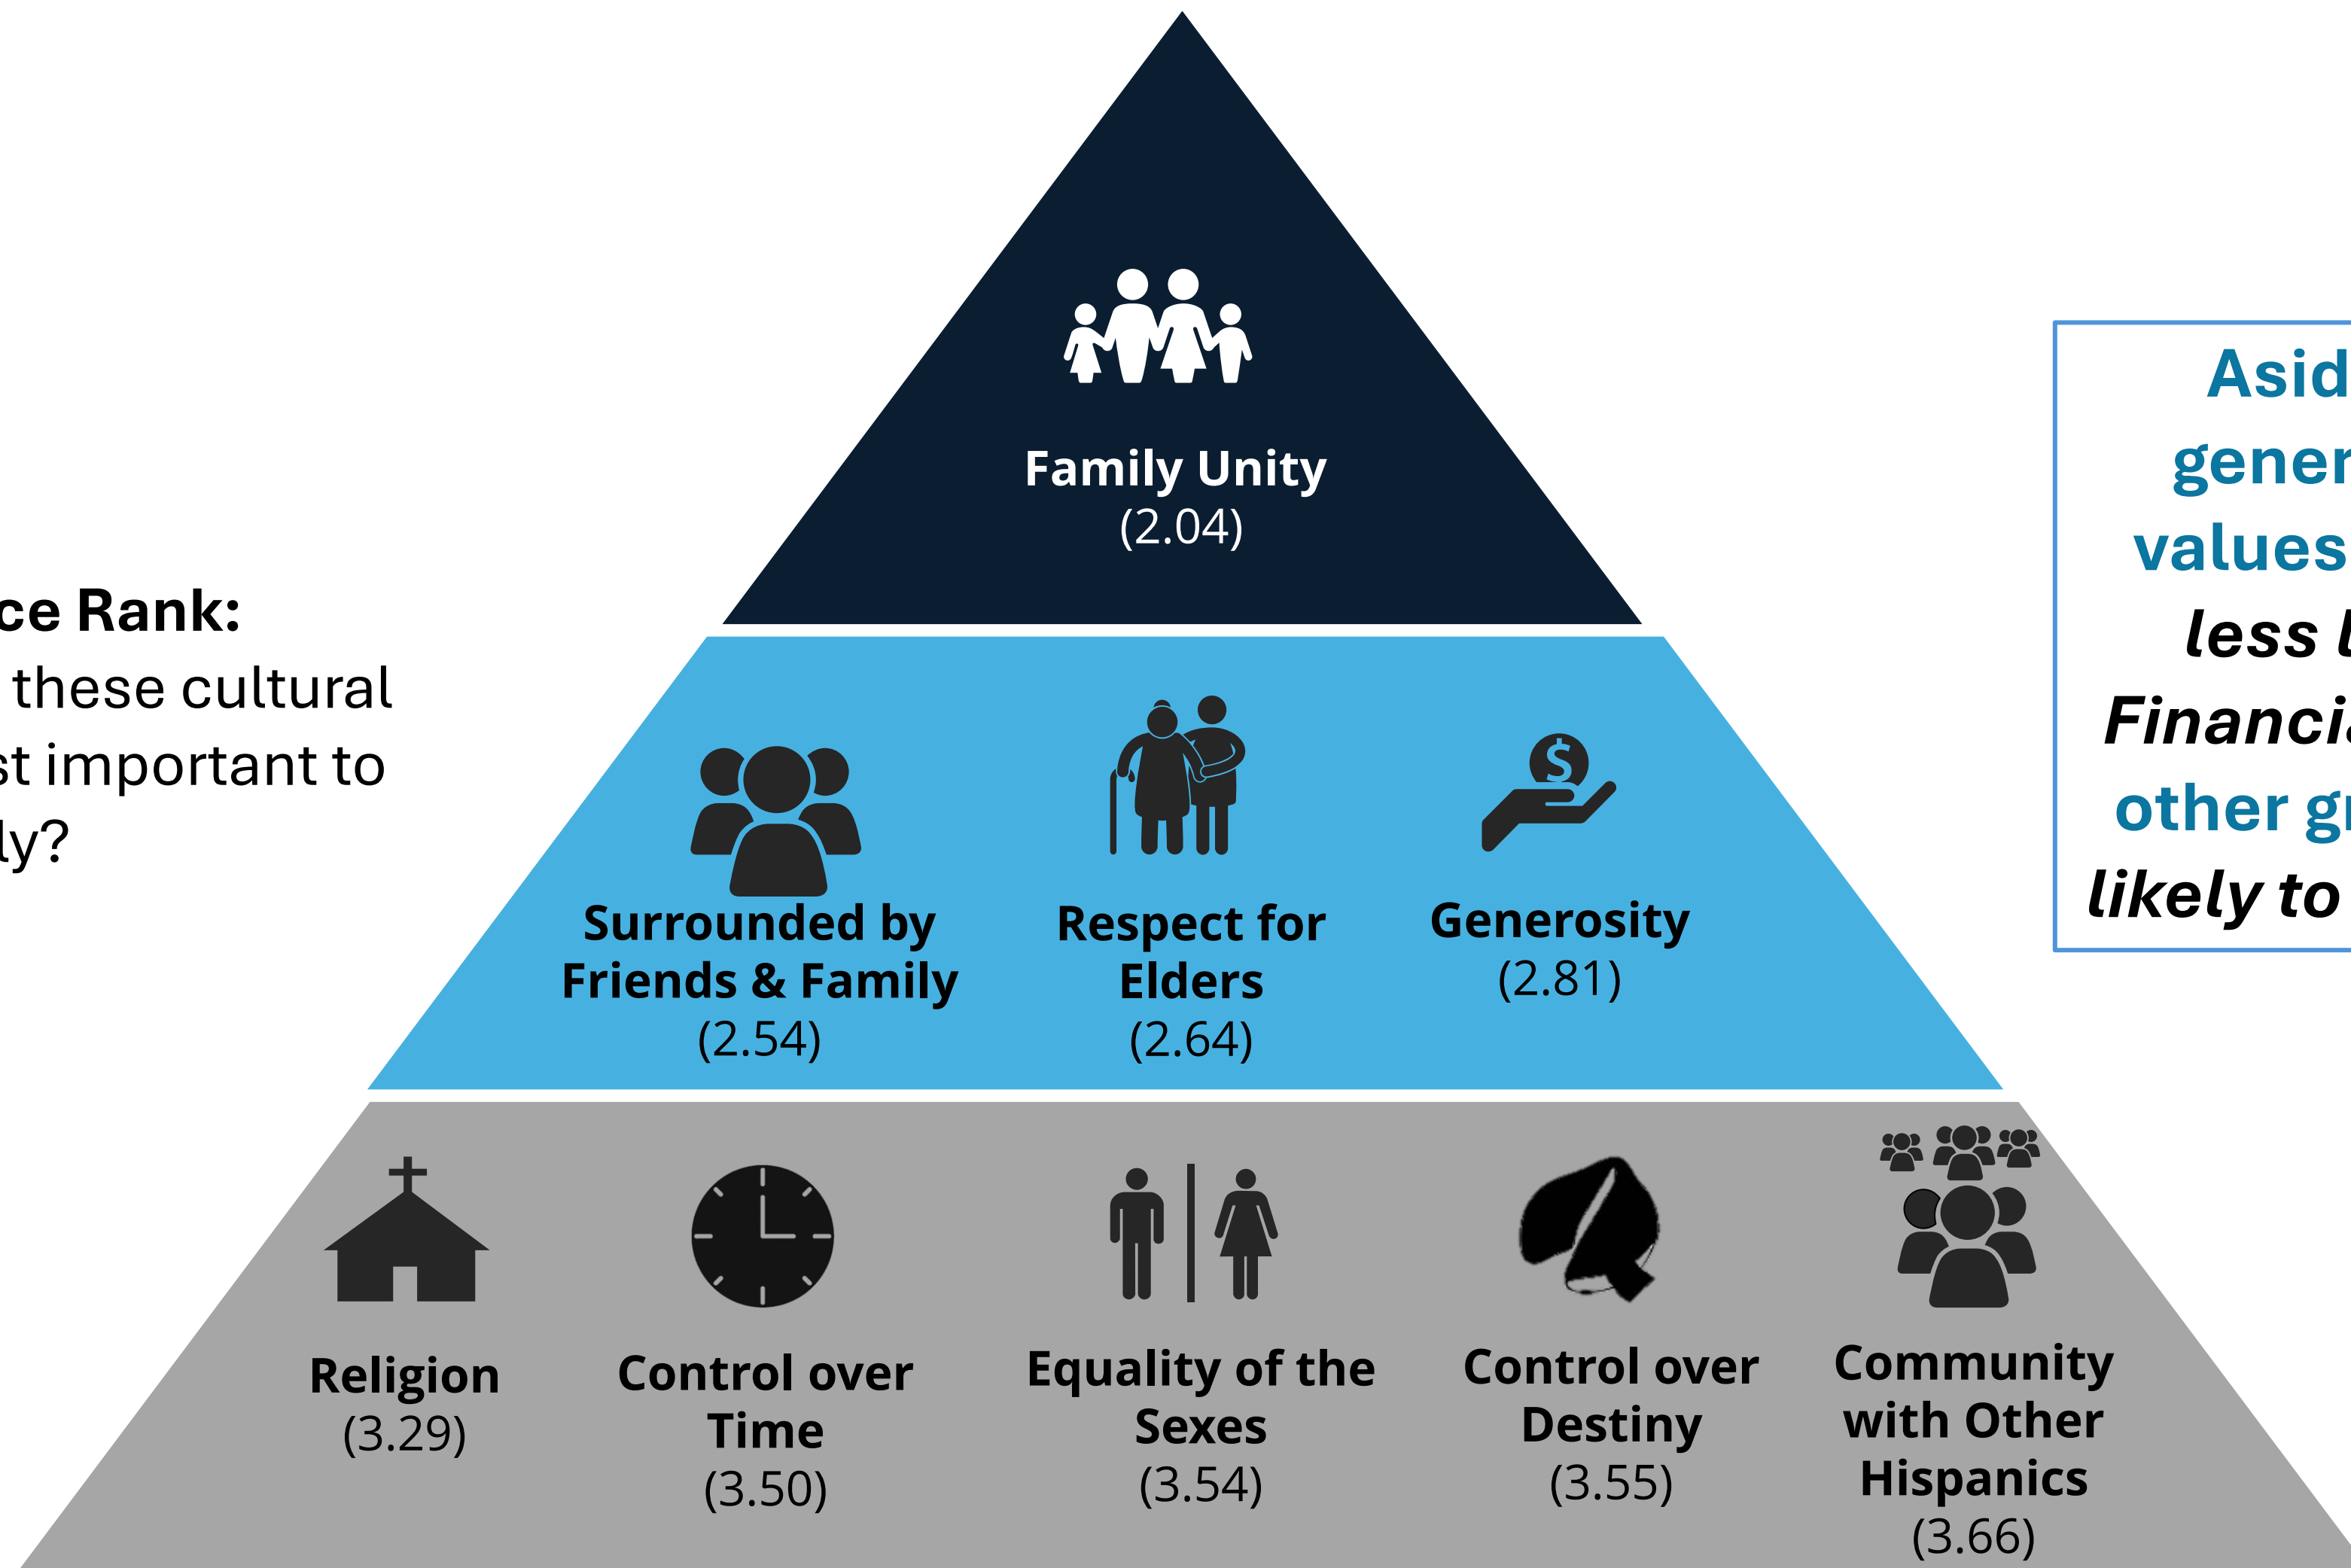 ce Rank:
these cultural
st important to
ly?
Family Unity
(2.04)
Surrounded by
Friends & Family
(2.54)
Respect for
Elders
(2.64)
Generosity
(2.81)
Religion
(3.29)
Control over
Time
(3.50)
Equality of the
Sexes
(3.54)
Control over
Destiny
(3.55)
Community
with Other
Hispanics
(3.66)
Asid
gener
values
less l
Financia
other gr
likely to